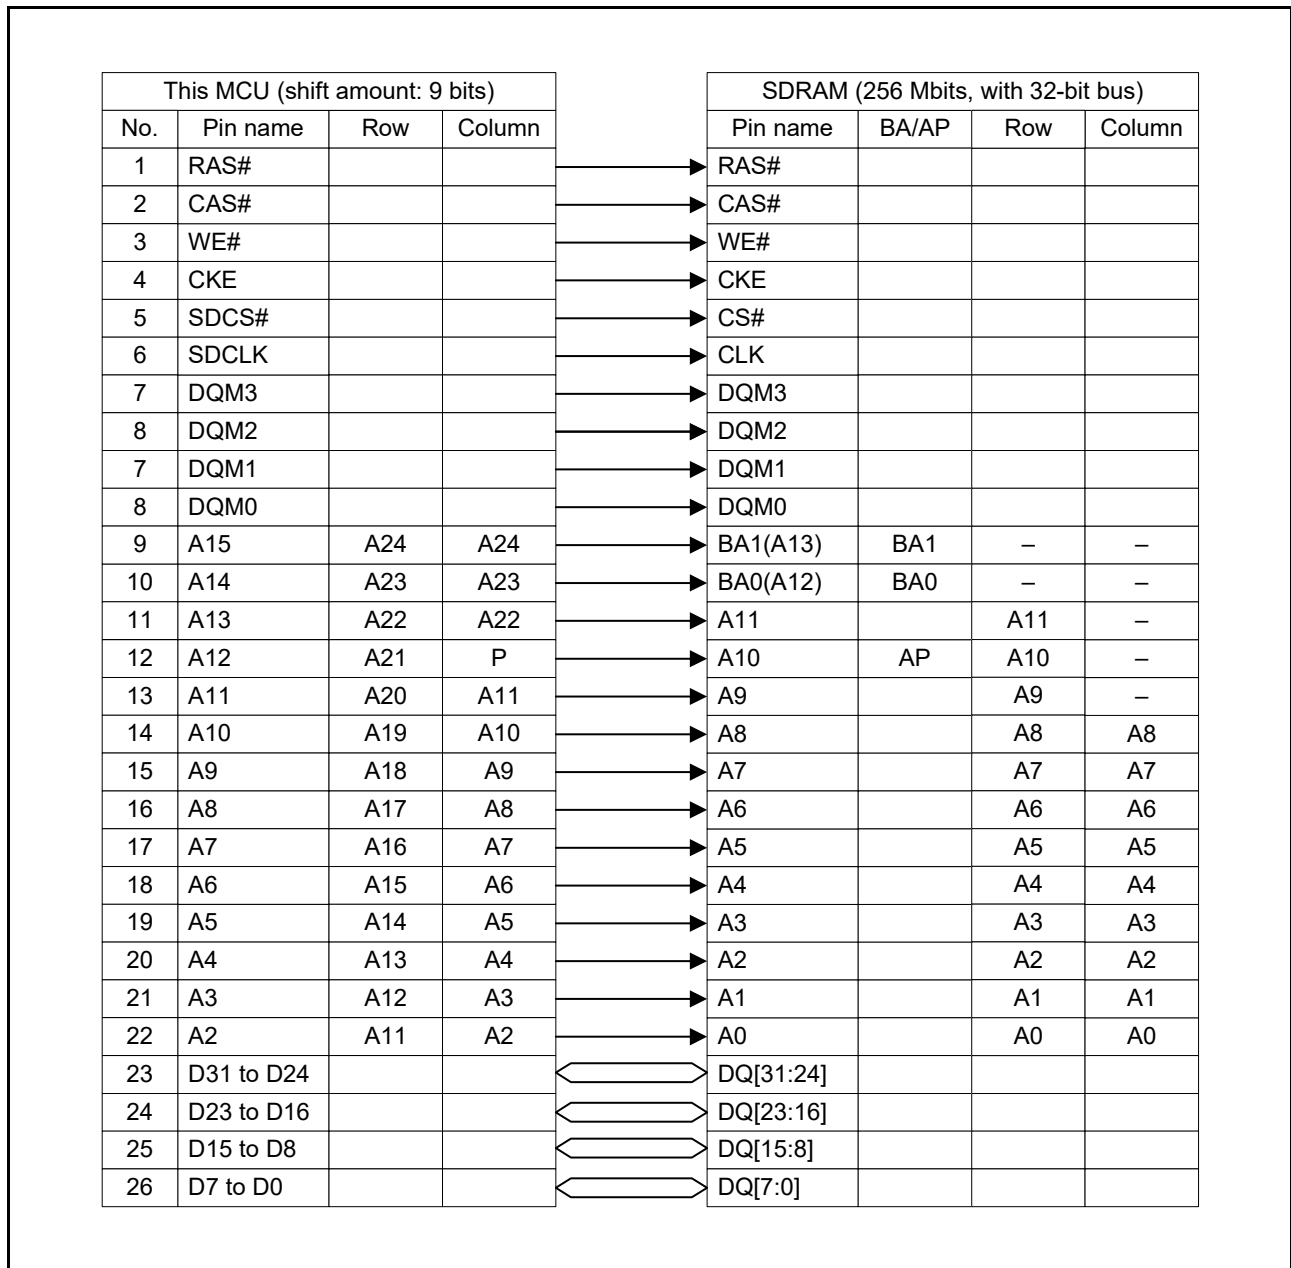 This MCU (shift amount: 9 bits) SDRAM (256 Mbits, with 32-bit bus)
No. Pin name Row Column Pin name BA/AP Row Column
1 RAS# RAS#
2 CAS# CAS#
3 WE# WE#
4 CKE CKE
5 SDCS# CS#
6 SDCLK CLK
7 DQM3 DQM3
8 DQM2 DQM2
7 DQM1 DQM1
8 DQM0 DQM0
9 A15 A24 A24 BA1(A13) BA1 – –
10 A14 A23 A23 BA0(A12) BA0 – –
11 A13 A22 A22 A11 A11 –
12 A12 A21 P A10 AP A10 –
13 A11 A20 A11 A9 A9 –
14 A10 A19 A10 A8 A8 A8
15 A9 A18 A9 A7 A7 A7
16 A8 A17 A8 A6 A6 A6
17 A7 A16 A7 A5 A5 A5
18 A6 A15 A6 A4 A4 A4
19 A5 A14 A5 A3 A3 A3
20 A4 A13 A4 A2 A2 A2
21 A3 A12 A3 A1 A1 A1
22 A2 A11 A2 A0 A0 A0
23 D31 to D24 DQ[31:24]
24 D23 to D16 DQ[23:16]
25 D15 to D8 DQ[15:8]
26 D7 to D0 DQ[7:0]